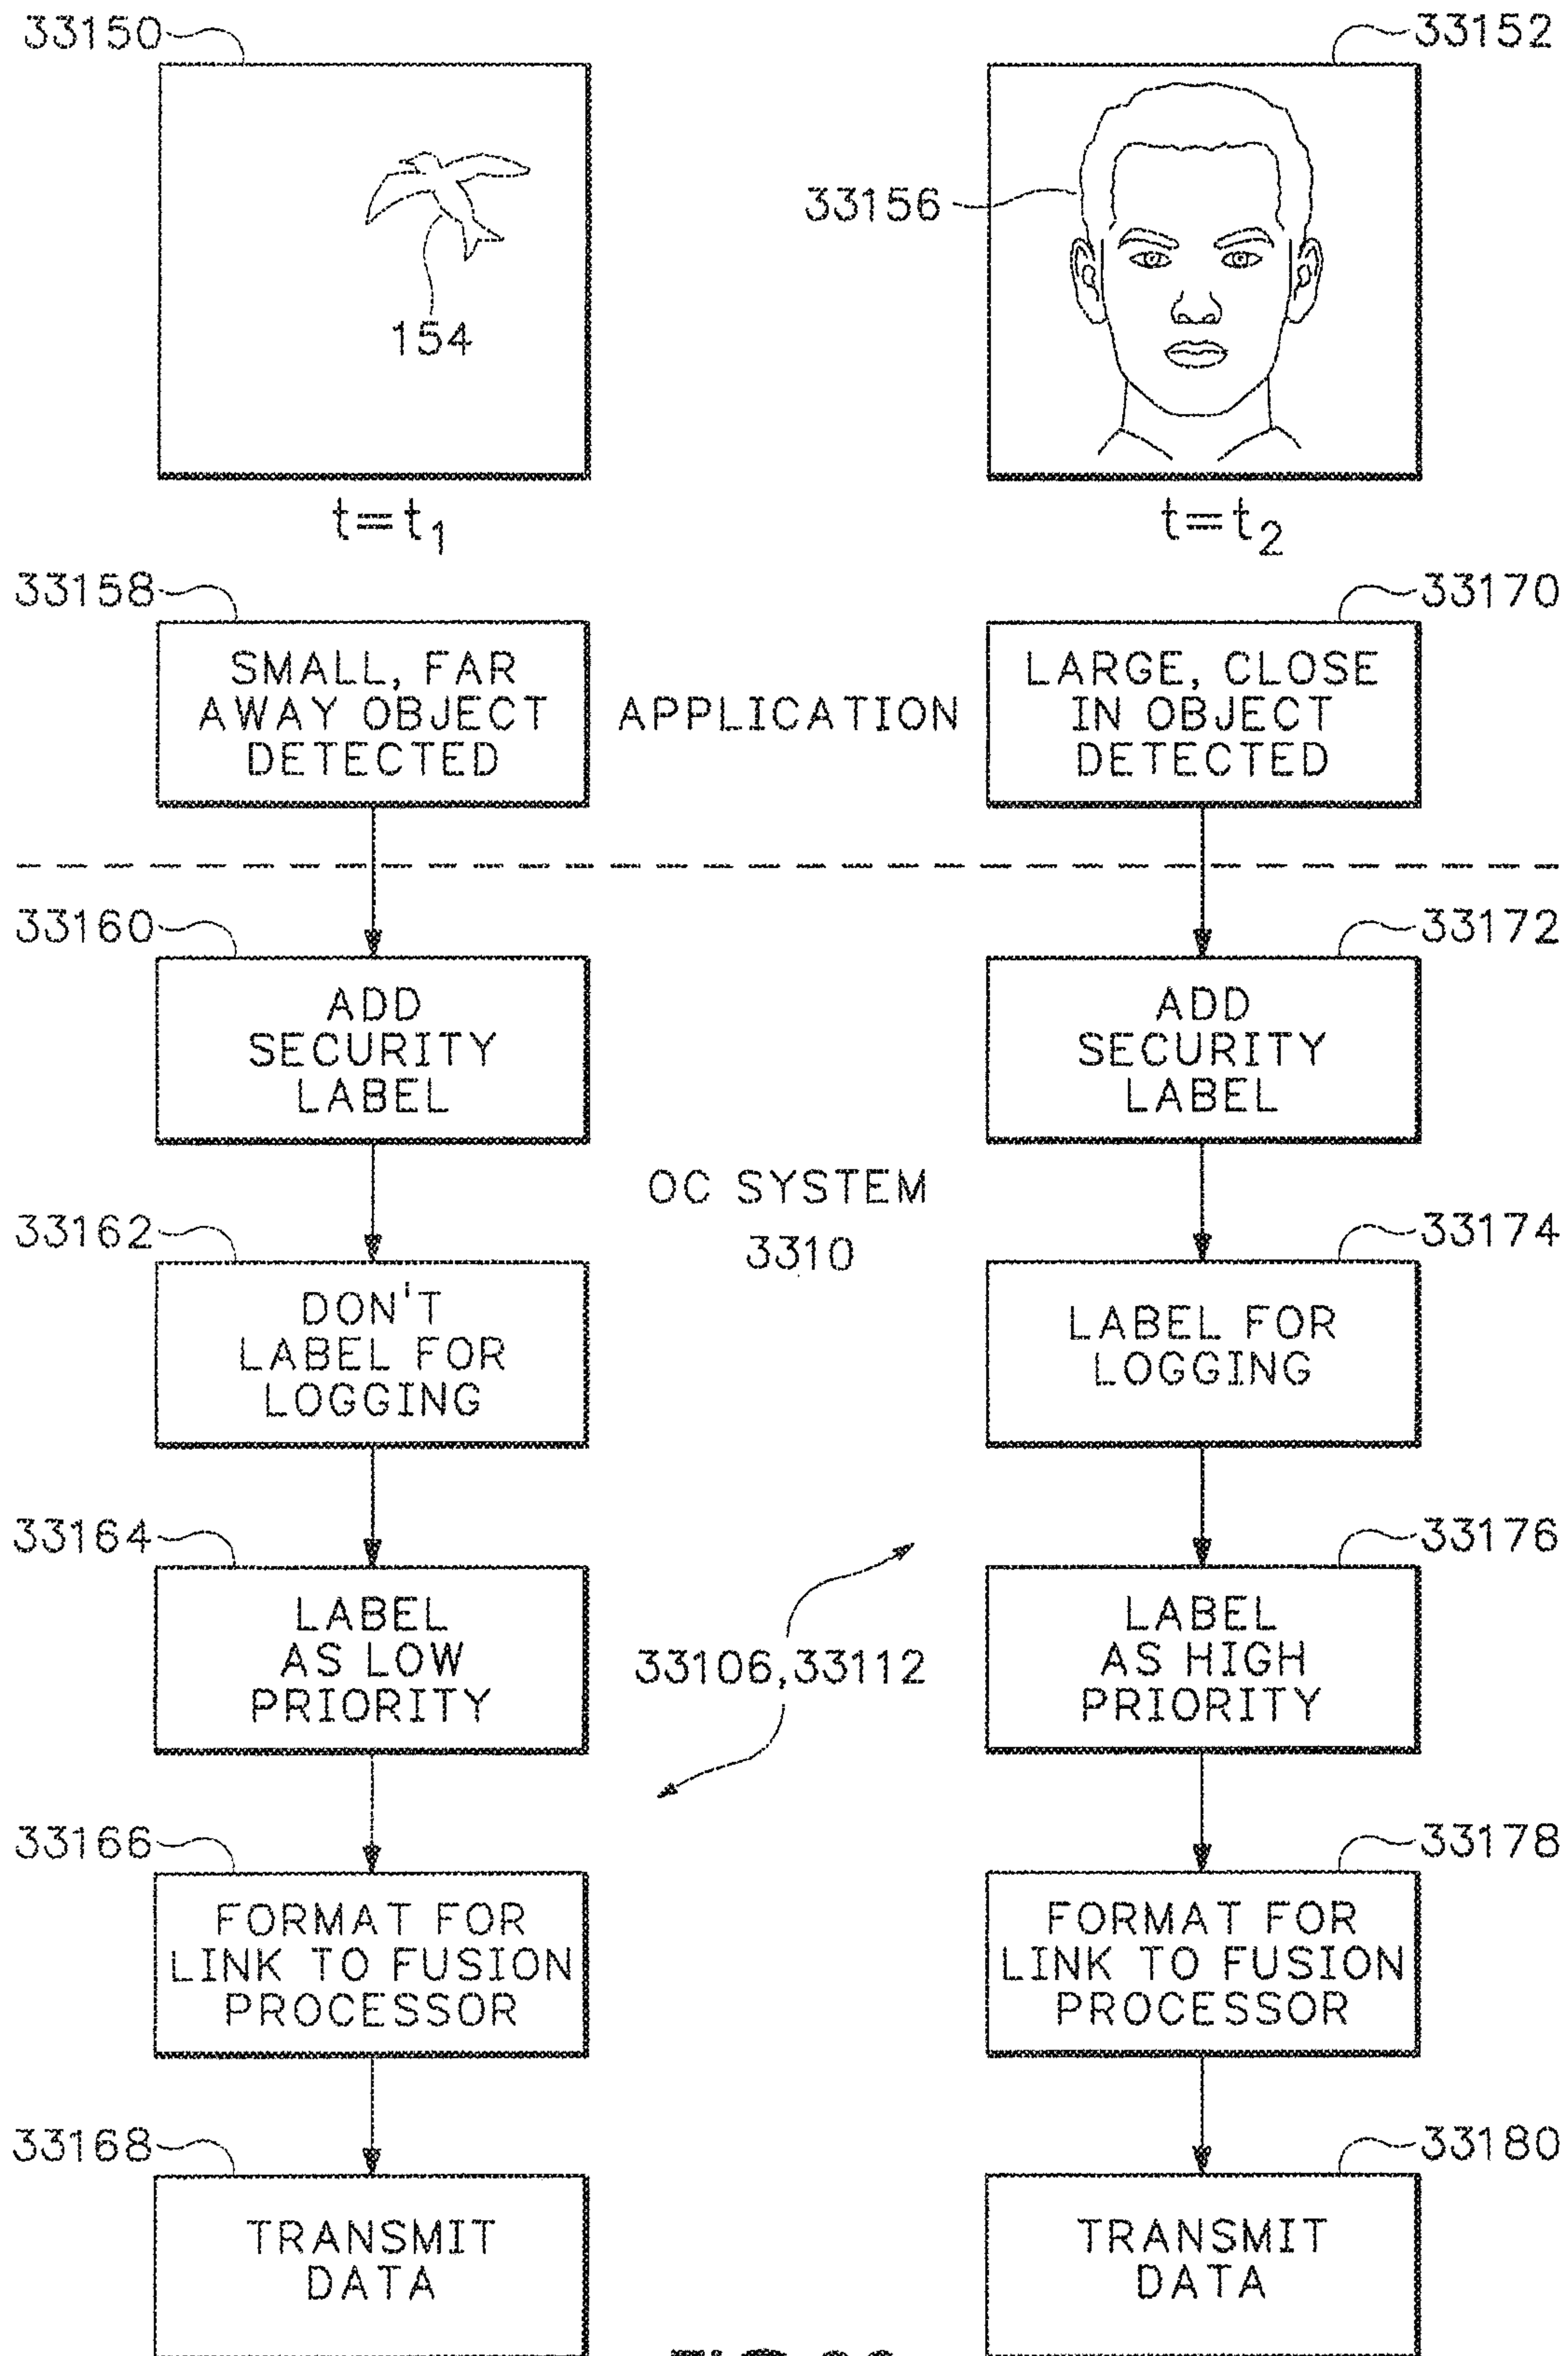 33150
33152
33156
154
t=t1
t=t2
33158
33170
SMALL, FAR
AWAY OBJECT
DETECTED
APPLICATION
LARGE, CLOSE
IN OBJECT
DETECTED
33160
33172
ADD
SECURITY
LABEL
ADD
SECURITY
LABEL
OC SYSTEM
3310
33162
33174
DON'T
LABEL FOR
LOGGING
LABEL FOR
LOGGING
33164
33176
LABEL
AS LOW
PRIORITY
33106,33112
LABEL
AS HIGH
PRIORITY
33166
33178
FORMAT FOR
LINK TO FUSION
PROCESSOR
FORMAT FOR
LINK TO FUSION
PROCESSOR
33168
33180
TRANSMIT
DATA
TRANSMIT
DATA